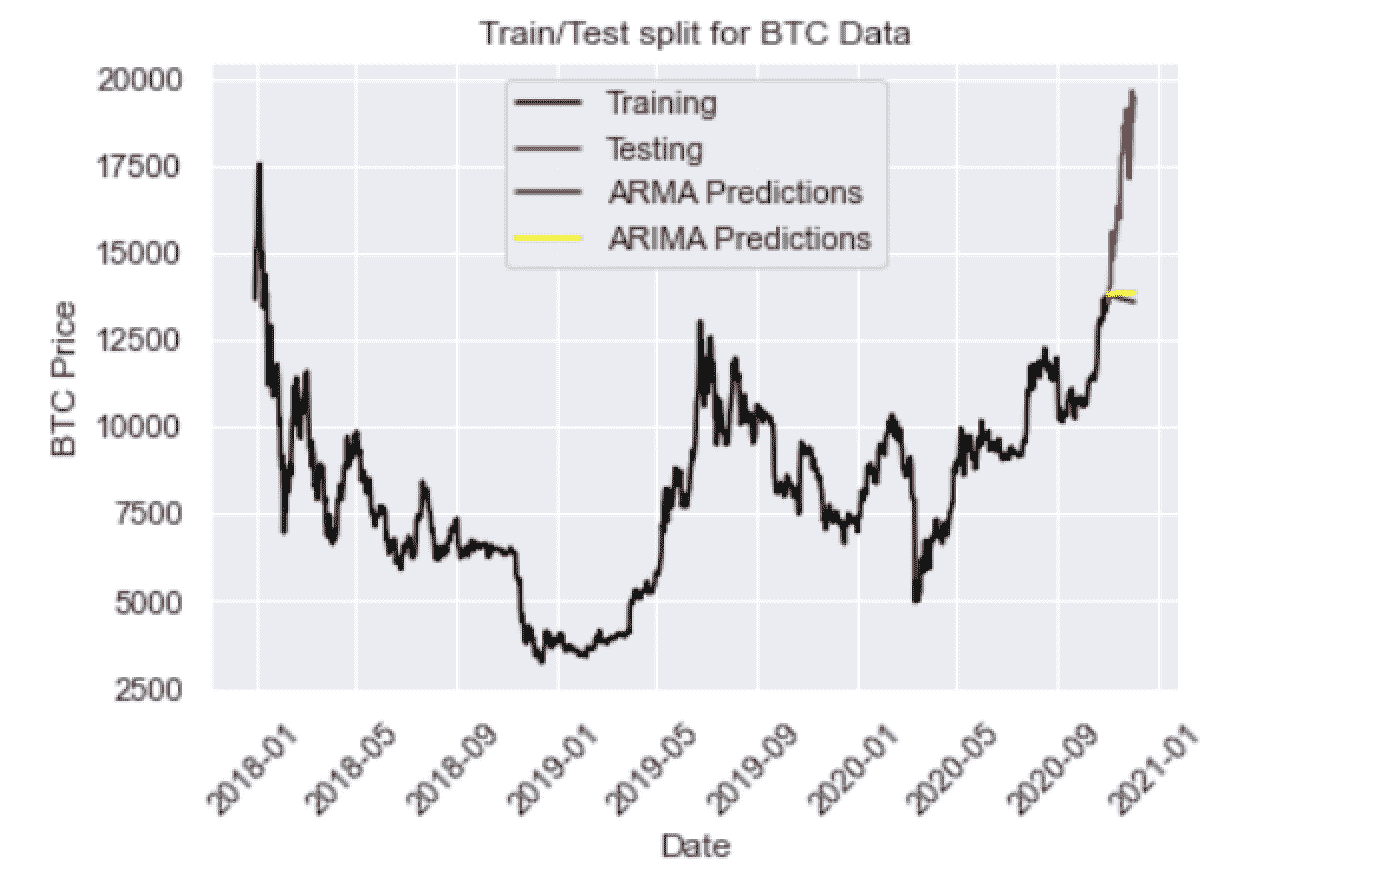 Train/Test split for BTC Data
20000
17500
15000
12500
10000
7500
5000
2500
BTC Price
Training
Testing
ARMA Predictions
ARIMA Predictions
2018-01
2018-05
2018-09
2019-01
2019-05
2019-09
2020-01
2020-05
2020-09
2021-01
Date